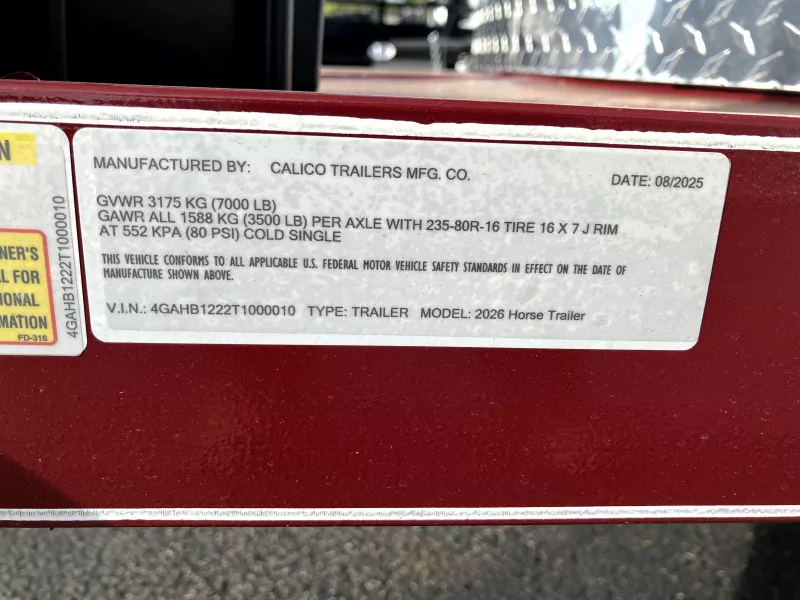 MANUFACTURED BY: CALICO TRAILERS MFG. CO. DATE: 08/2025
GVWR 3175 KG (7000 LB)
GAWR ALL 1588 KG (3500 LB) PER AXLE WITH 235-80R-16 TIRE 16 X 7 J RIM
AT 552 KPA (80 PSI) COLD SINGLE
THIS VEHICLE CONFORMS TO ALL APPLICABLE U.S. FEDERAL MOTOR VEHICLE SAFETY STANDARDS IN EFFECT ON THE DATE OF
MANUFACTURE SHOWN ABOVE.
V.I.N.: 4GAHB1222T1000010 TYPE: TRAILER MODEL: 2026 Horse Trailer
N
NER'S
L FOR
IONAL
MATION
FD-316
4GAHB1222T1000010